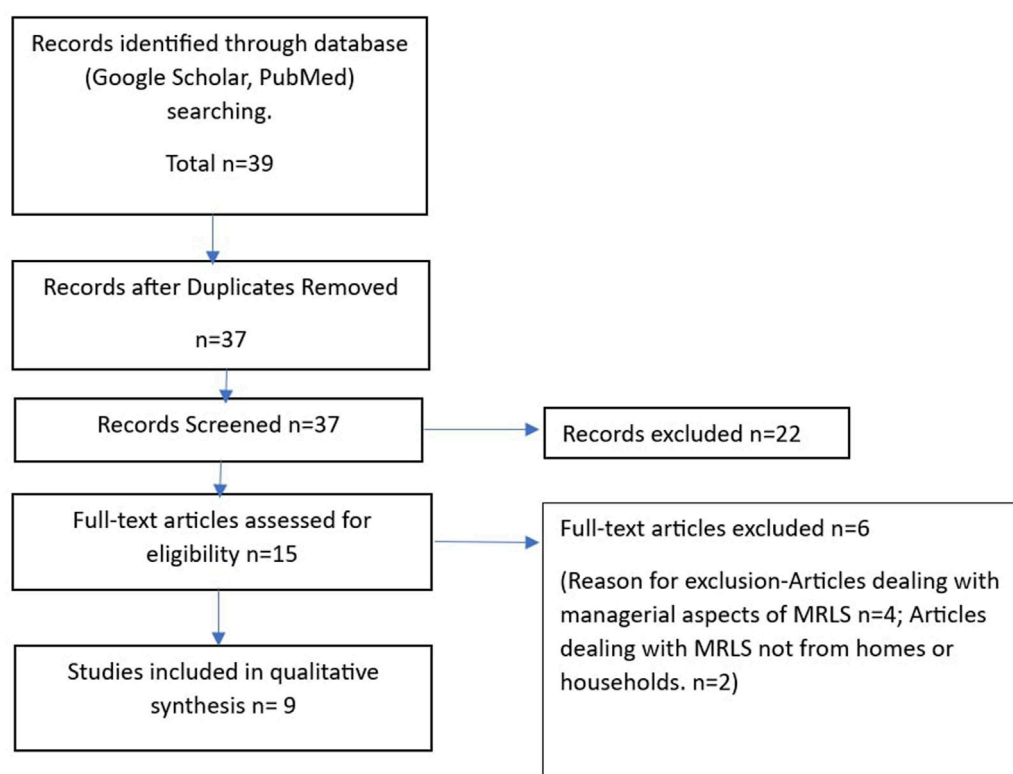 Records identified through database
(Google Scholar, PubMed)
searching.
Total n=39
Records after Duplicates Removed
n=37
Records Screened n=37
Records excluded n=22
Full-text articles assessed for
eligibility n=15
Full-text articles excluded n=6
(Reason for exclusion-Articles dealing with
managerial aspects of MRLS n=4; Articles
dealing with MRLS not from homes or
households. n=2)
Studies included in qualitative
synthesis n= 9